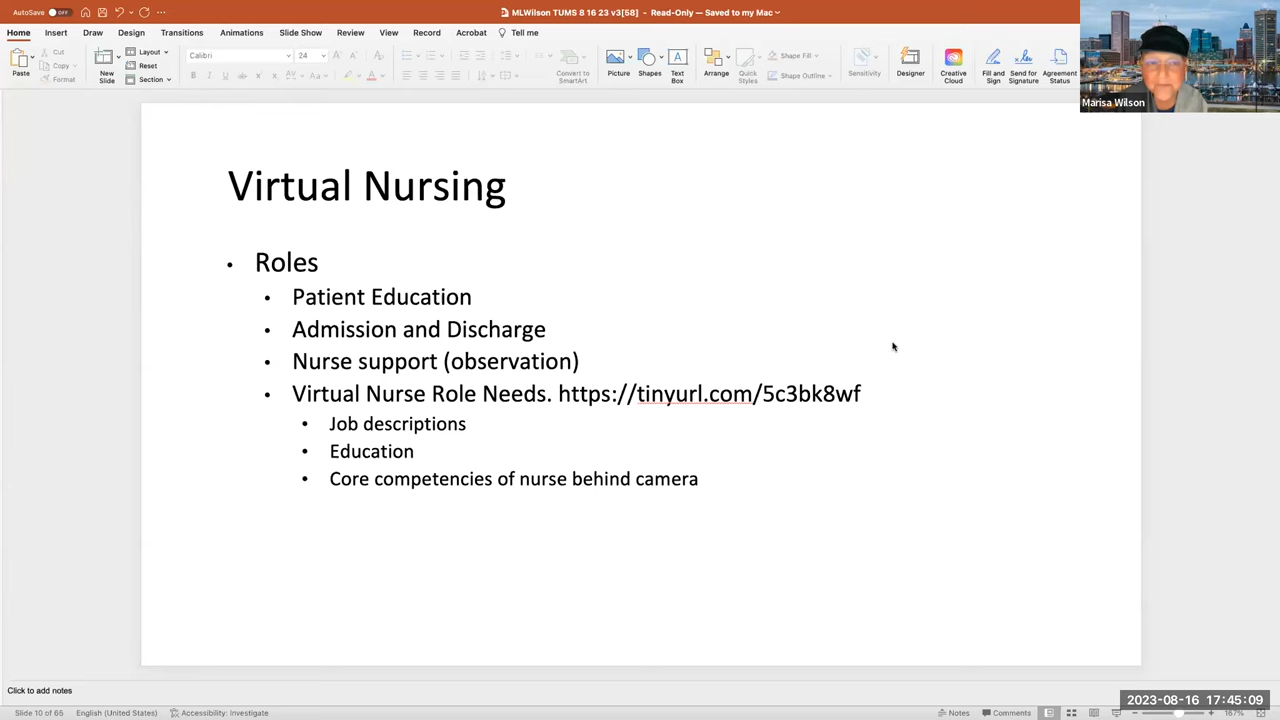 AutoSave OFF
MLWilson TUMS 8 16 23 v3[58] - Read-Only — Saved to my Mac
Home Insert Draw Design Transitions Animations Slide Show Review View Record Acrobat Tell me
Paste
Cut
Copy
Format
New Slide
Layout
Reset
Section
Calibri 24
Convert to SmartArt
Picture
Shapes
Text Box
Arrange
Quick Styles
Shape Fill
Shape Outline
Sensitivity
Designer
Creative Cloud
Fill and Sign
Send for Signature
Agreement Status
Marisa Wilson
Virtual Nursing
• Roles
• Patient Education
• Admission and Discharge
• Nurse support (observation)
• Virtual Nurse Role Needs. https://tinyurl.com/5c3bk8wf
• Job descriptions
• Education
• Core competencies of nurse behind camera
Click to add notes
2023-08-16 17:45:09
Slide 10 of 65 English (United States) Accessibility: Investigate Notes Comments 167%